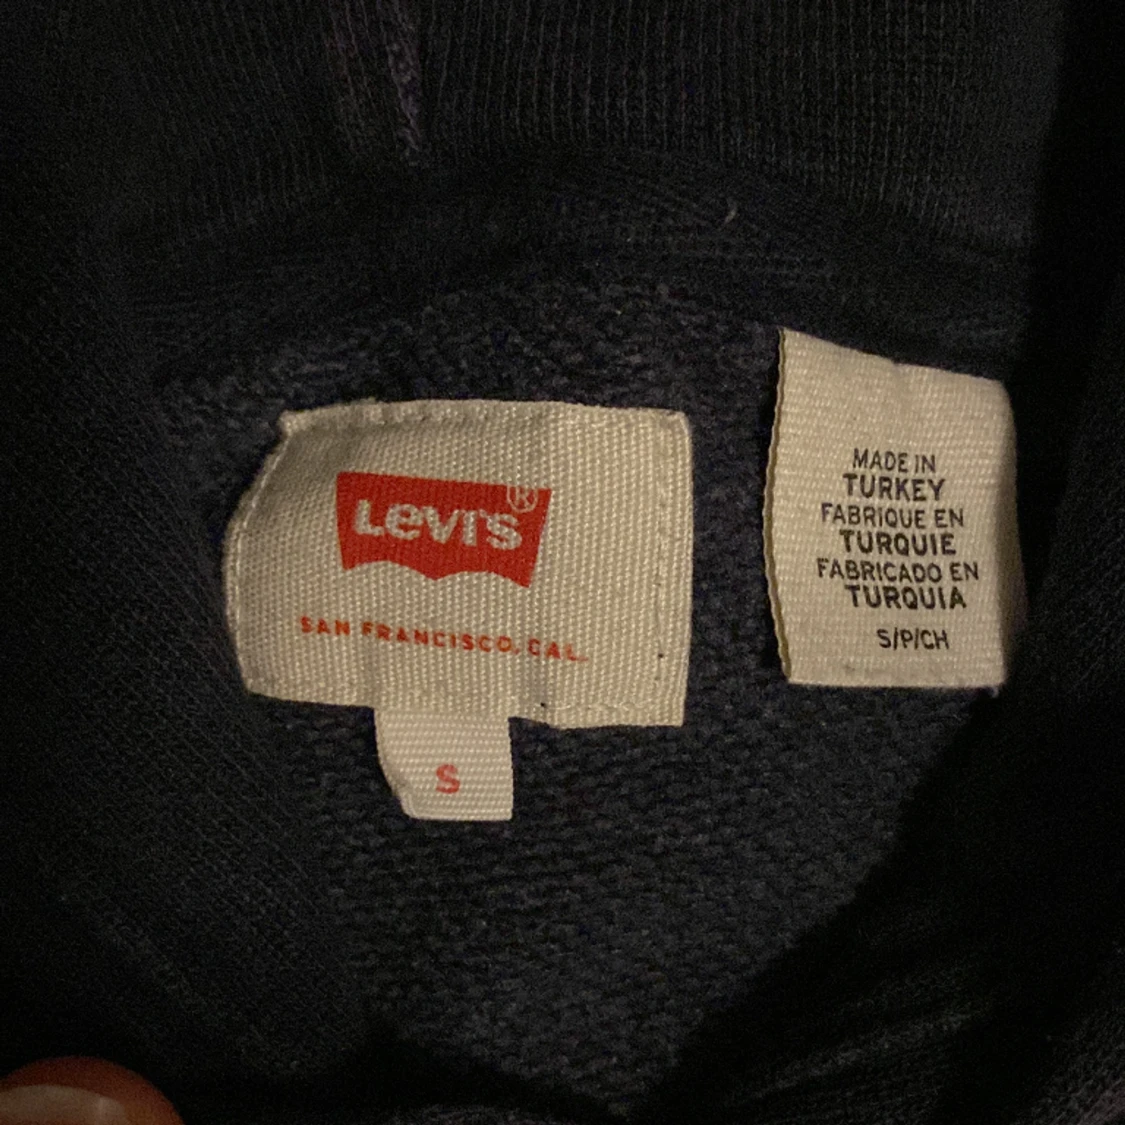 Levi's®
SAN FRANCISCO, CAL.
S
MADE IN
TURKEY
FABRIQUE EN
TURQUIE
FABRICADO EN
TURQUIA
S/P/CH